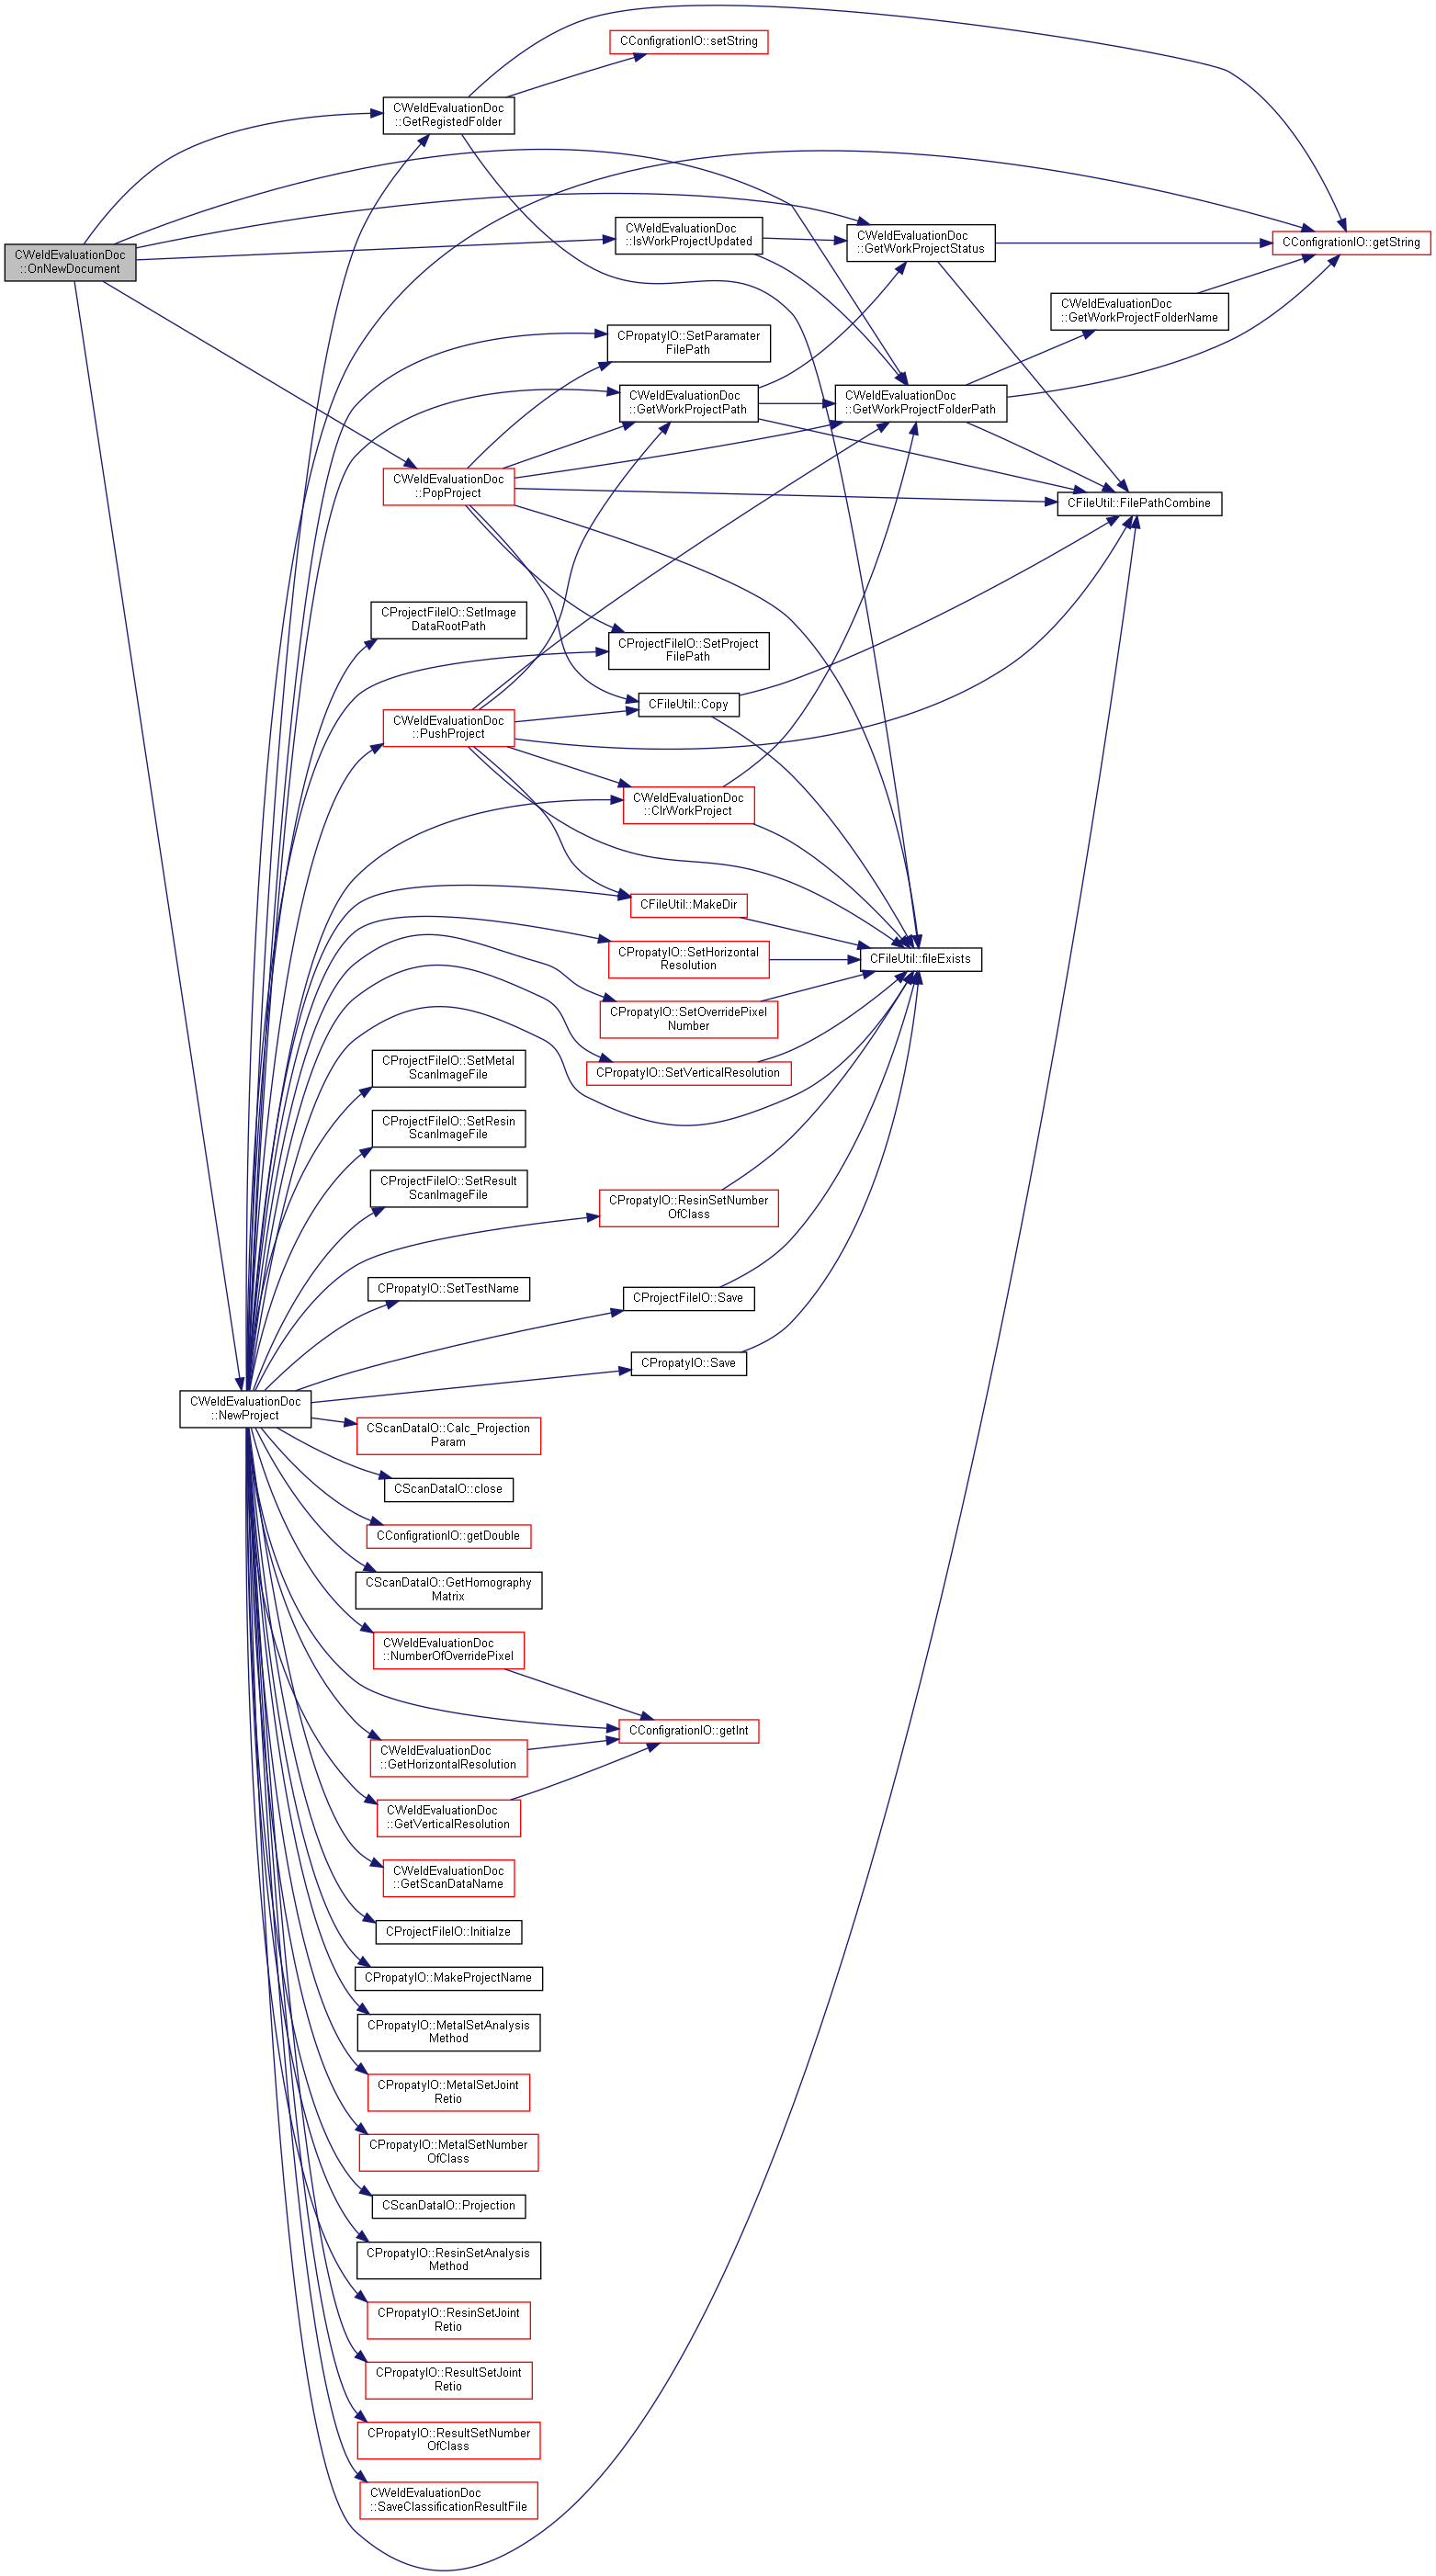 CConfigrationIO::setString
CWeldEvaluationDoc
::GetRegistedFolder
CWeldEvaluationDoc
::OnNewDocument
CWeldEvaluationDoc
::IsWorkProjectUpdated
CWeldEvaluationDoc
::GetWorkProjectStatus
CConfigrationIO::getString
CWeldEvaluationDoc
::GetWorkProjectFolderName
CPropatyIO::SetParamater
FilePath
CWeldEvaluationDoc
::GetWorkProjectPath
CWeldEvaluationDoc
::GetWorkProjectFolderPath
CWeldEvaluationDoc
::PopProject
CFileUtil::FilePathCombine
CProjectFileIO::SetImage
DataRootPath
CProjectFileIO::SetProject
FilePath
CFileUtil::Copy
CWeldEvaluationDoc
::PushProject
CWeldEvaluationDoc
::ClrWorkProject
CFileUtil::MakeDir
CPropatyIO::SetHorizontal
Resolution
CFileUtil::fileExists
CPropatyIO::SetOverridePixel
Number
CProjectFileIO::SetMetal
ScanImageFile
CPropatyIO::SetVerticalResolution
CProjectFileIO::SetResin
ScanImageFile
CProjectFileIO::SetResult
ScanImageFile
CPropatyIO::ResinSetNumber
OfClass
CPropatyIO::SetTestName
CProjectFileIO::Save
CPropatyIO::Save
CWeldEvaluationDoc
::NewProject
CScanDataIO::Calc_Projection
Param
CScanDataIO::close
CConfigrationIO::getDouble
CScanDataIO::GetHomography
Matrix
CWeldEvaluationDoc
::NumberOfOverridePixel
CConfigrationIO::getInt
CWeldEvaluationDoc
::GetHorizontalResolution
CWeldEvaluationDoc
::GetVerticalResolution
CWeldEvaluationDoc
::GetScanDataName
CProjectFileIO::Initialze
CPropatyIO::MakeProjectName
CPropatyIO::MetalSetAnalysis
Method
CPropatyIO::MetalSetJoint
Retio
CPropatyIO::MetalSetNumber
OfClass
CScanDataIO::Projection
CPropatyIO::ResinSetAnalysis
Method
CPropatyIO::ResinSetJoint
Retio
CPropatyIO::ResultSetJoint
Retio
CPropatyIO::ResultSetNumber
OfClass
CWeldEvaluationDoc
::SaveClassificationResultFile